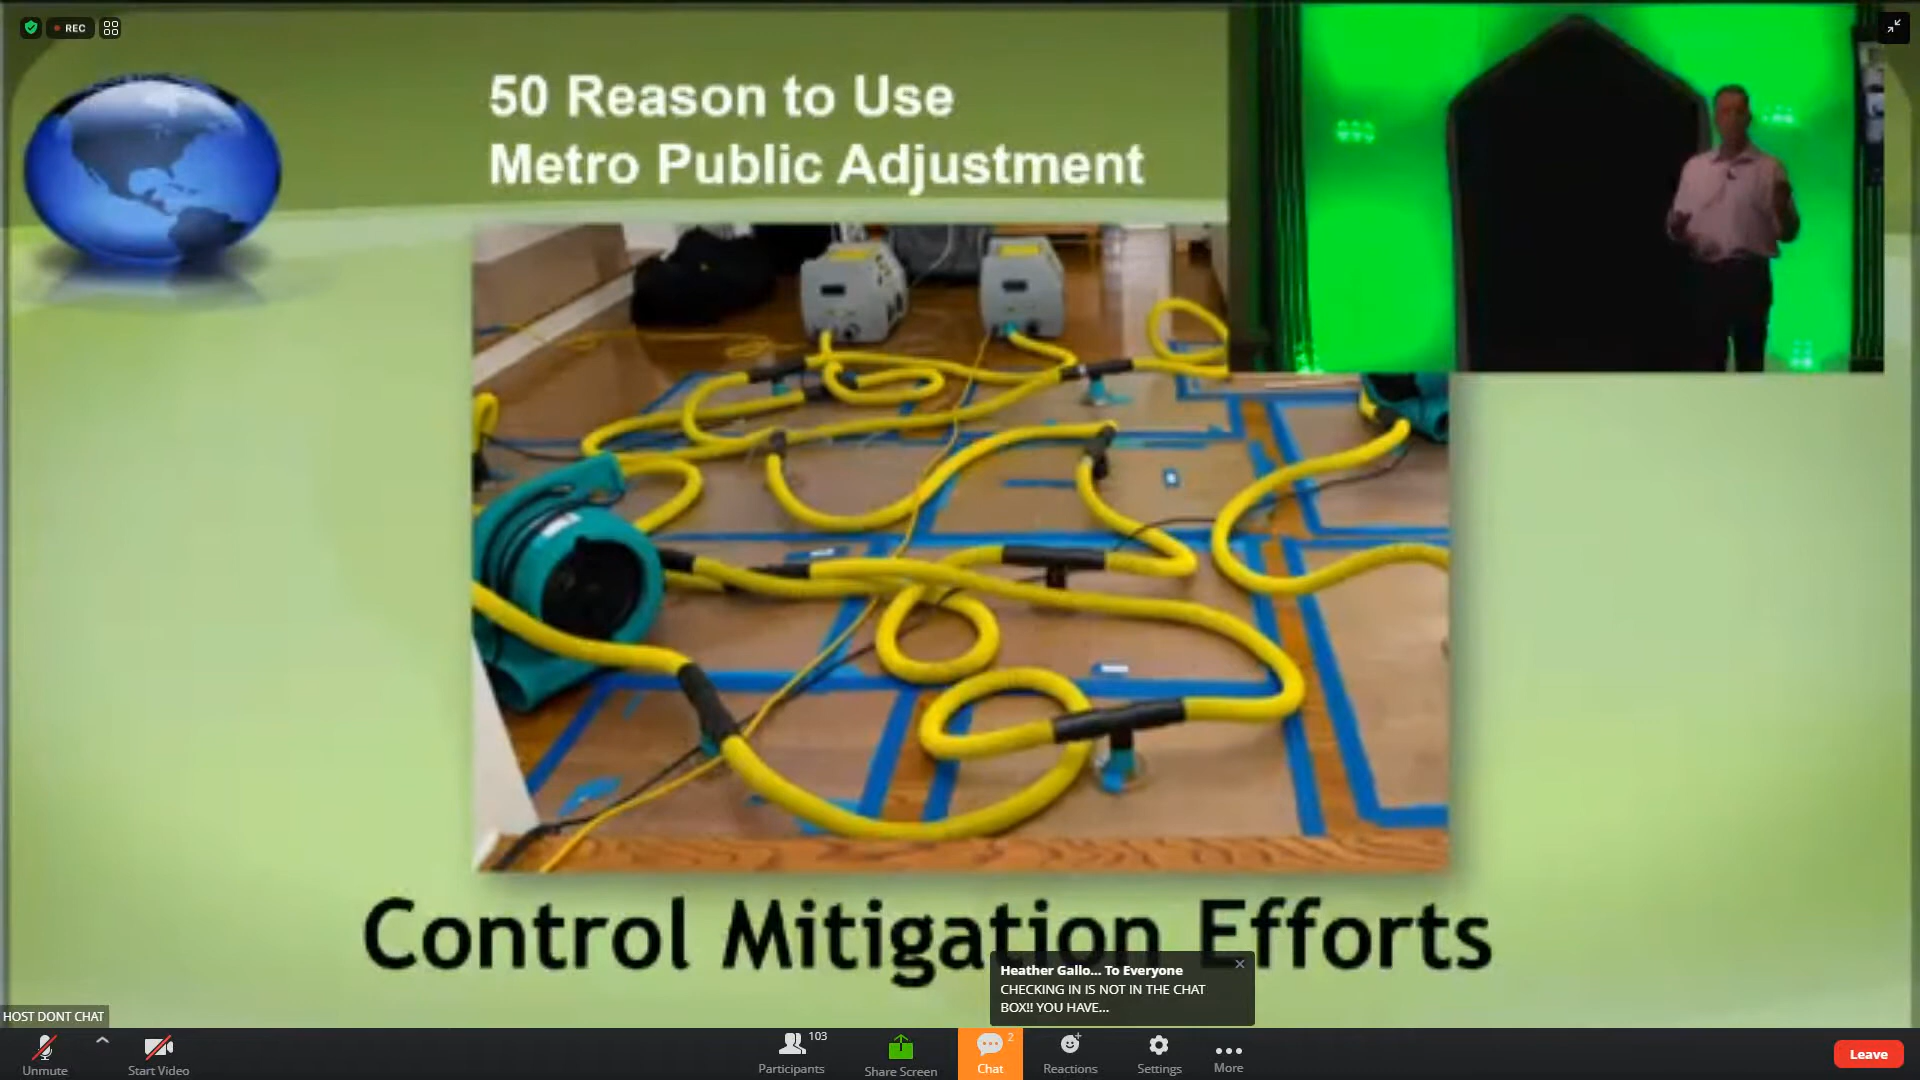 REC
50 Reason to Use
Metro Public Adjustment
Control Mitigation Efforts
Heather Gallo... To Everyone
CHECKING IN IS NOT IN THE CHAT
BOX!! YOU HAVE...
HOST DONT CHAT
Unmute
Start Video
103
Participants
Share Screen
2
Chat
Reactions
Settings
More
Leave